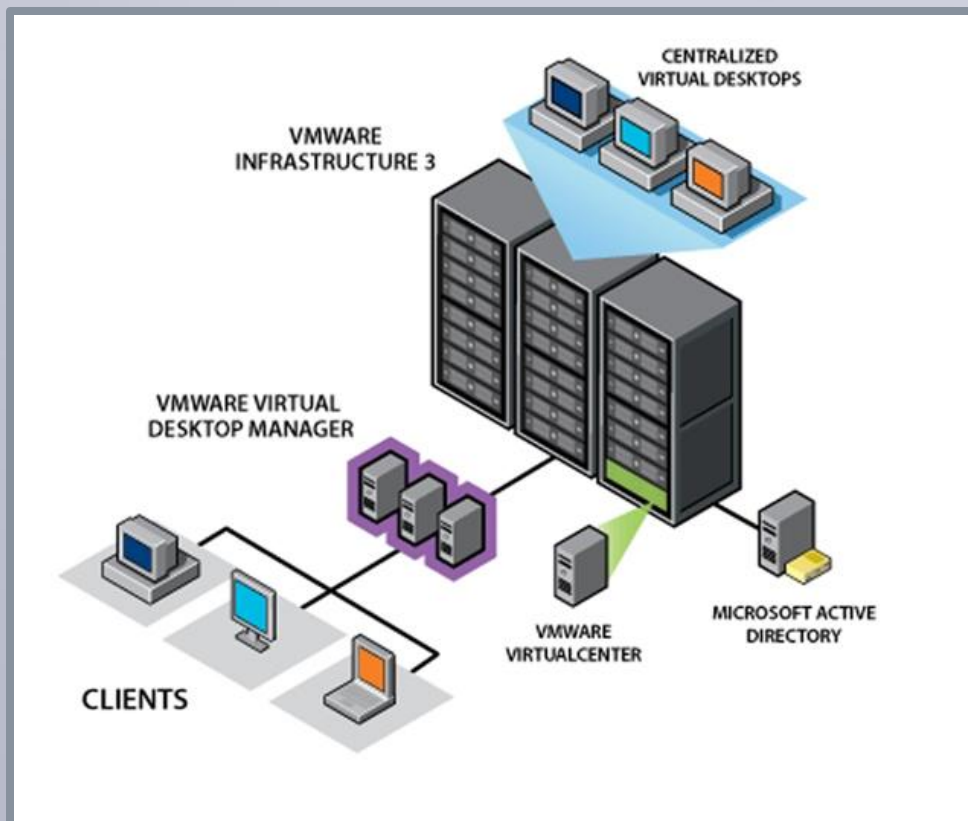 CENTRALIZED
VIRTUAL DESKTOPS
VMWARE
INFRASTRUCTURE 3
VMWARE VIRTUAL
DESKTOP MANAGER
VMWARE
VIRTUALCENTER
MICROSOFT ACTIVE
DIRECTORY
CLIENTS